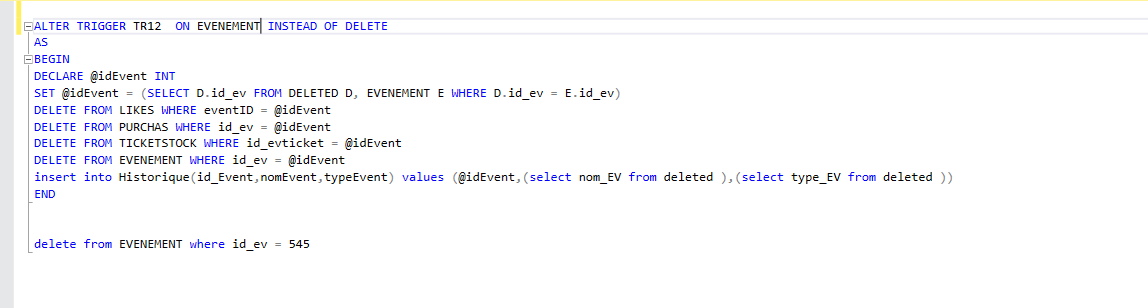 ALTER TRIGGER TR12  ON EVENEMENT INSTEAD OF DELETE
AS
BEGIN
DECLARE @idEvent INT
SET @idEvent = (SELECT D.id_ev FROM DELETED D, EVENEMENT E WHERE D.id_ev = E.id_ev)
DELETE FROM LIKES WHERE eventID = @idEvent
DELETE FROM PURCHAS WHERE id_ev = @idEvent
DELETE FROM TICKETSTOCK WHERE id_evticket = @idEvent
DELETE FROM EVENEMENT WHERE id_ev = @idEvent
insert into Historique(id_Event,nomEvent,typeEvent) values (@idEvent,(select nom_EV from deleted ),(select type_EV from deleted ))
END
delete from EVENEMENT where id_ev = 545